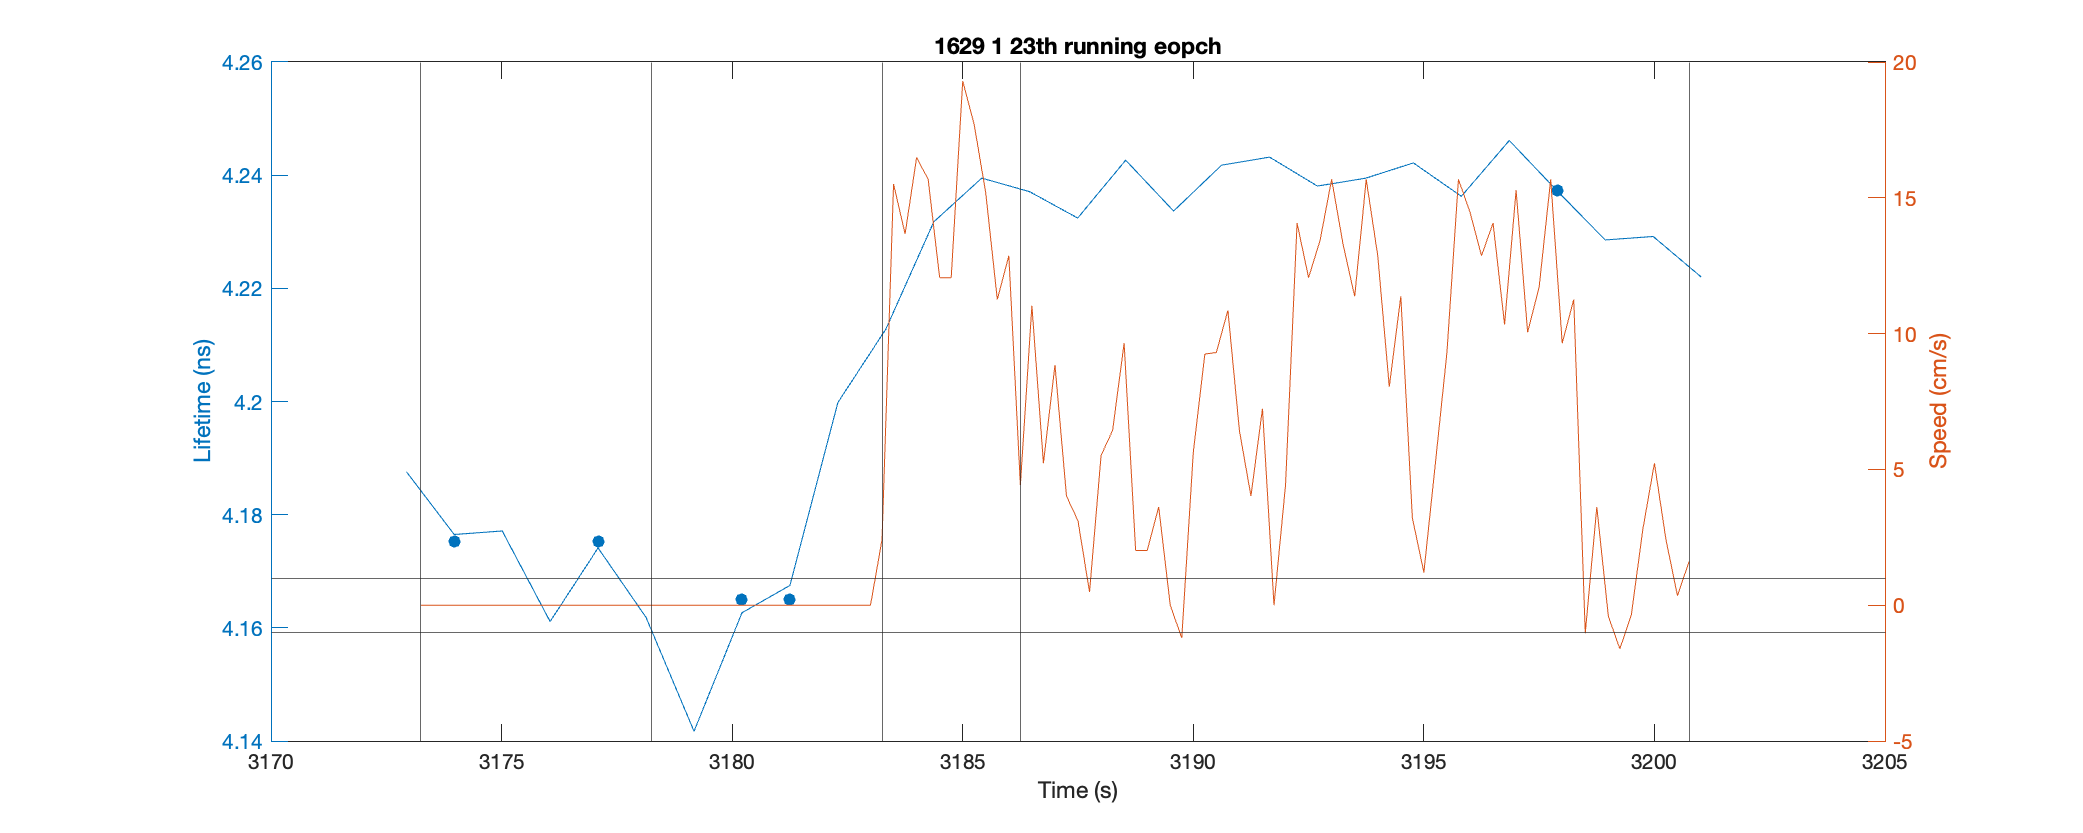 1629 1 23th running eopch
4.26
4.24
4.22
4.2
4.18
4.16
4.14
Lifetime (ns)
20
15
10
5
0
-5
Speed (cm/s)
3170 3175 3180 3185 3190 3195 3200 3205
Time (s)